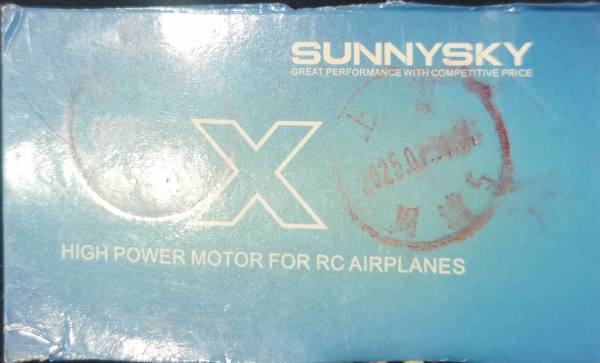 SUNNYSKY
GREAT PERFORMANCE WITH COMPETITIVE PRICE
X
HIGH POWER MOTOR FOR RC AIRPLANES